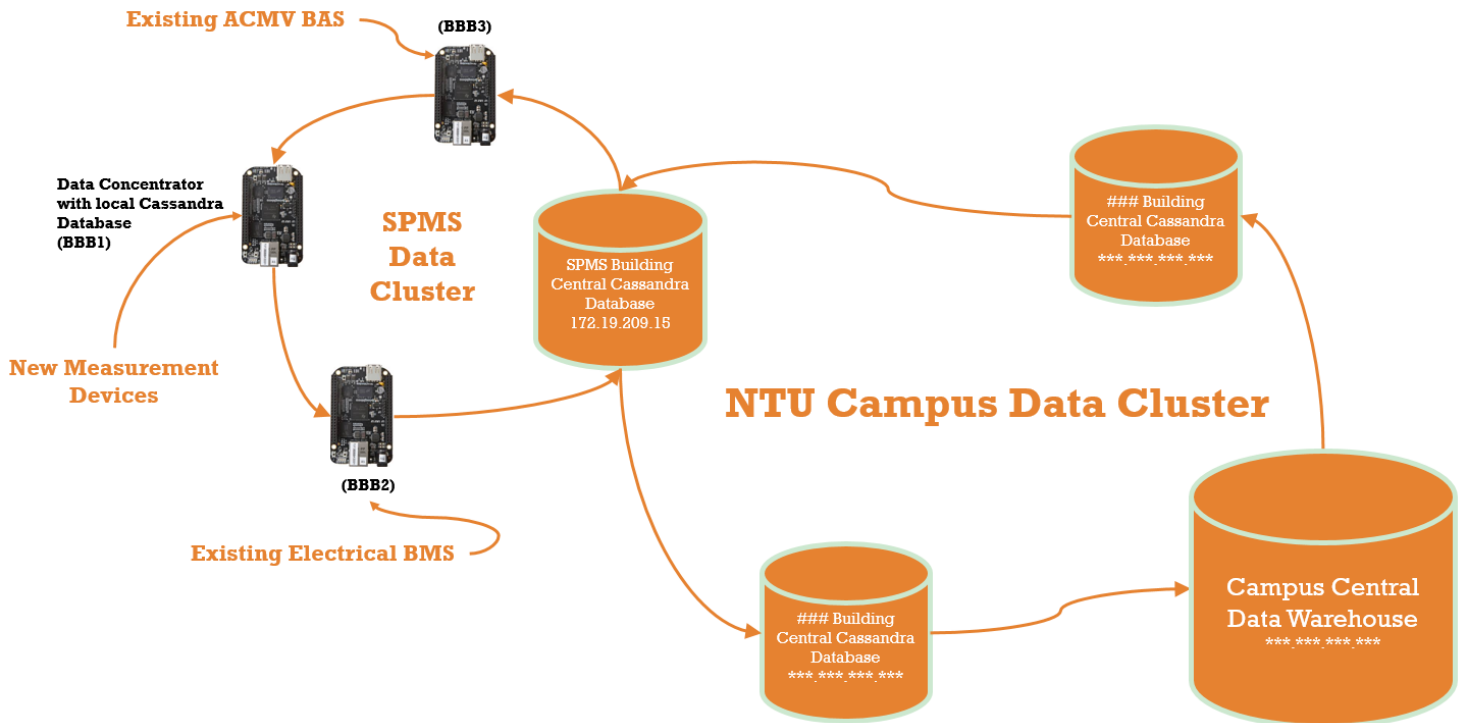 Existing ACMV BAS
(BBB3)
Data Concentrator
with local Cassandra
Database
(BBB1)
SPMS
Data
Cluster
SPMS Building
Central Cassandra
Database
172.19.209.15
### Building
Central Cassandra
Database
***.***.***.***
New Measurement
Devices
(BBB2)
Existing Electrical BMS
NTU Campus Data Cluster
### Building
Central Cassandra
Database
***.***.***.***
Campus Central
Data Warehouse
***.***.***.***